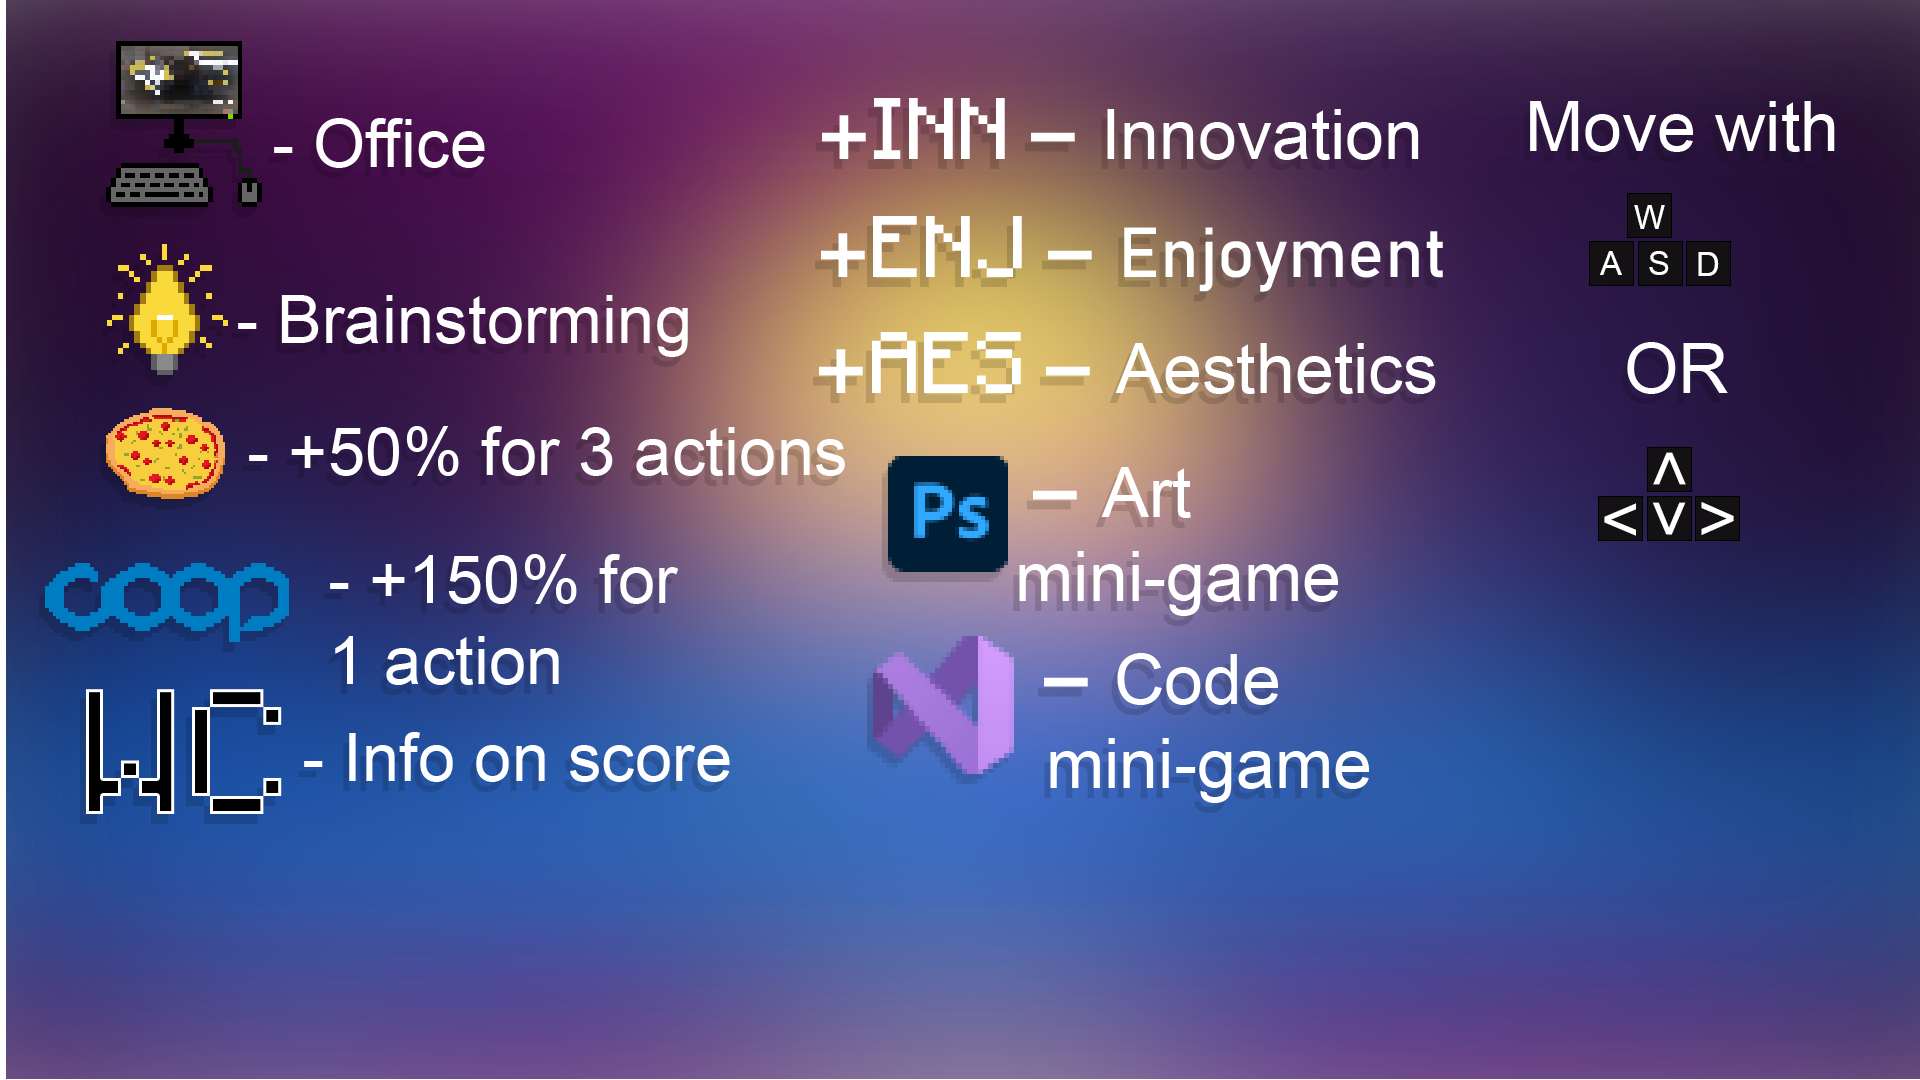 - Office
- Brainstorming
- +50% for 3 actions
coop - +150% for
1 action
WC - Info on score
+INN – Innovation
+ENJ – Enjoyment
+AES – Aesthetics
Ps – Art
mini-game
– Code
mini-game
Move with
W
A S D
OR
^
< v >